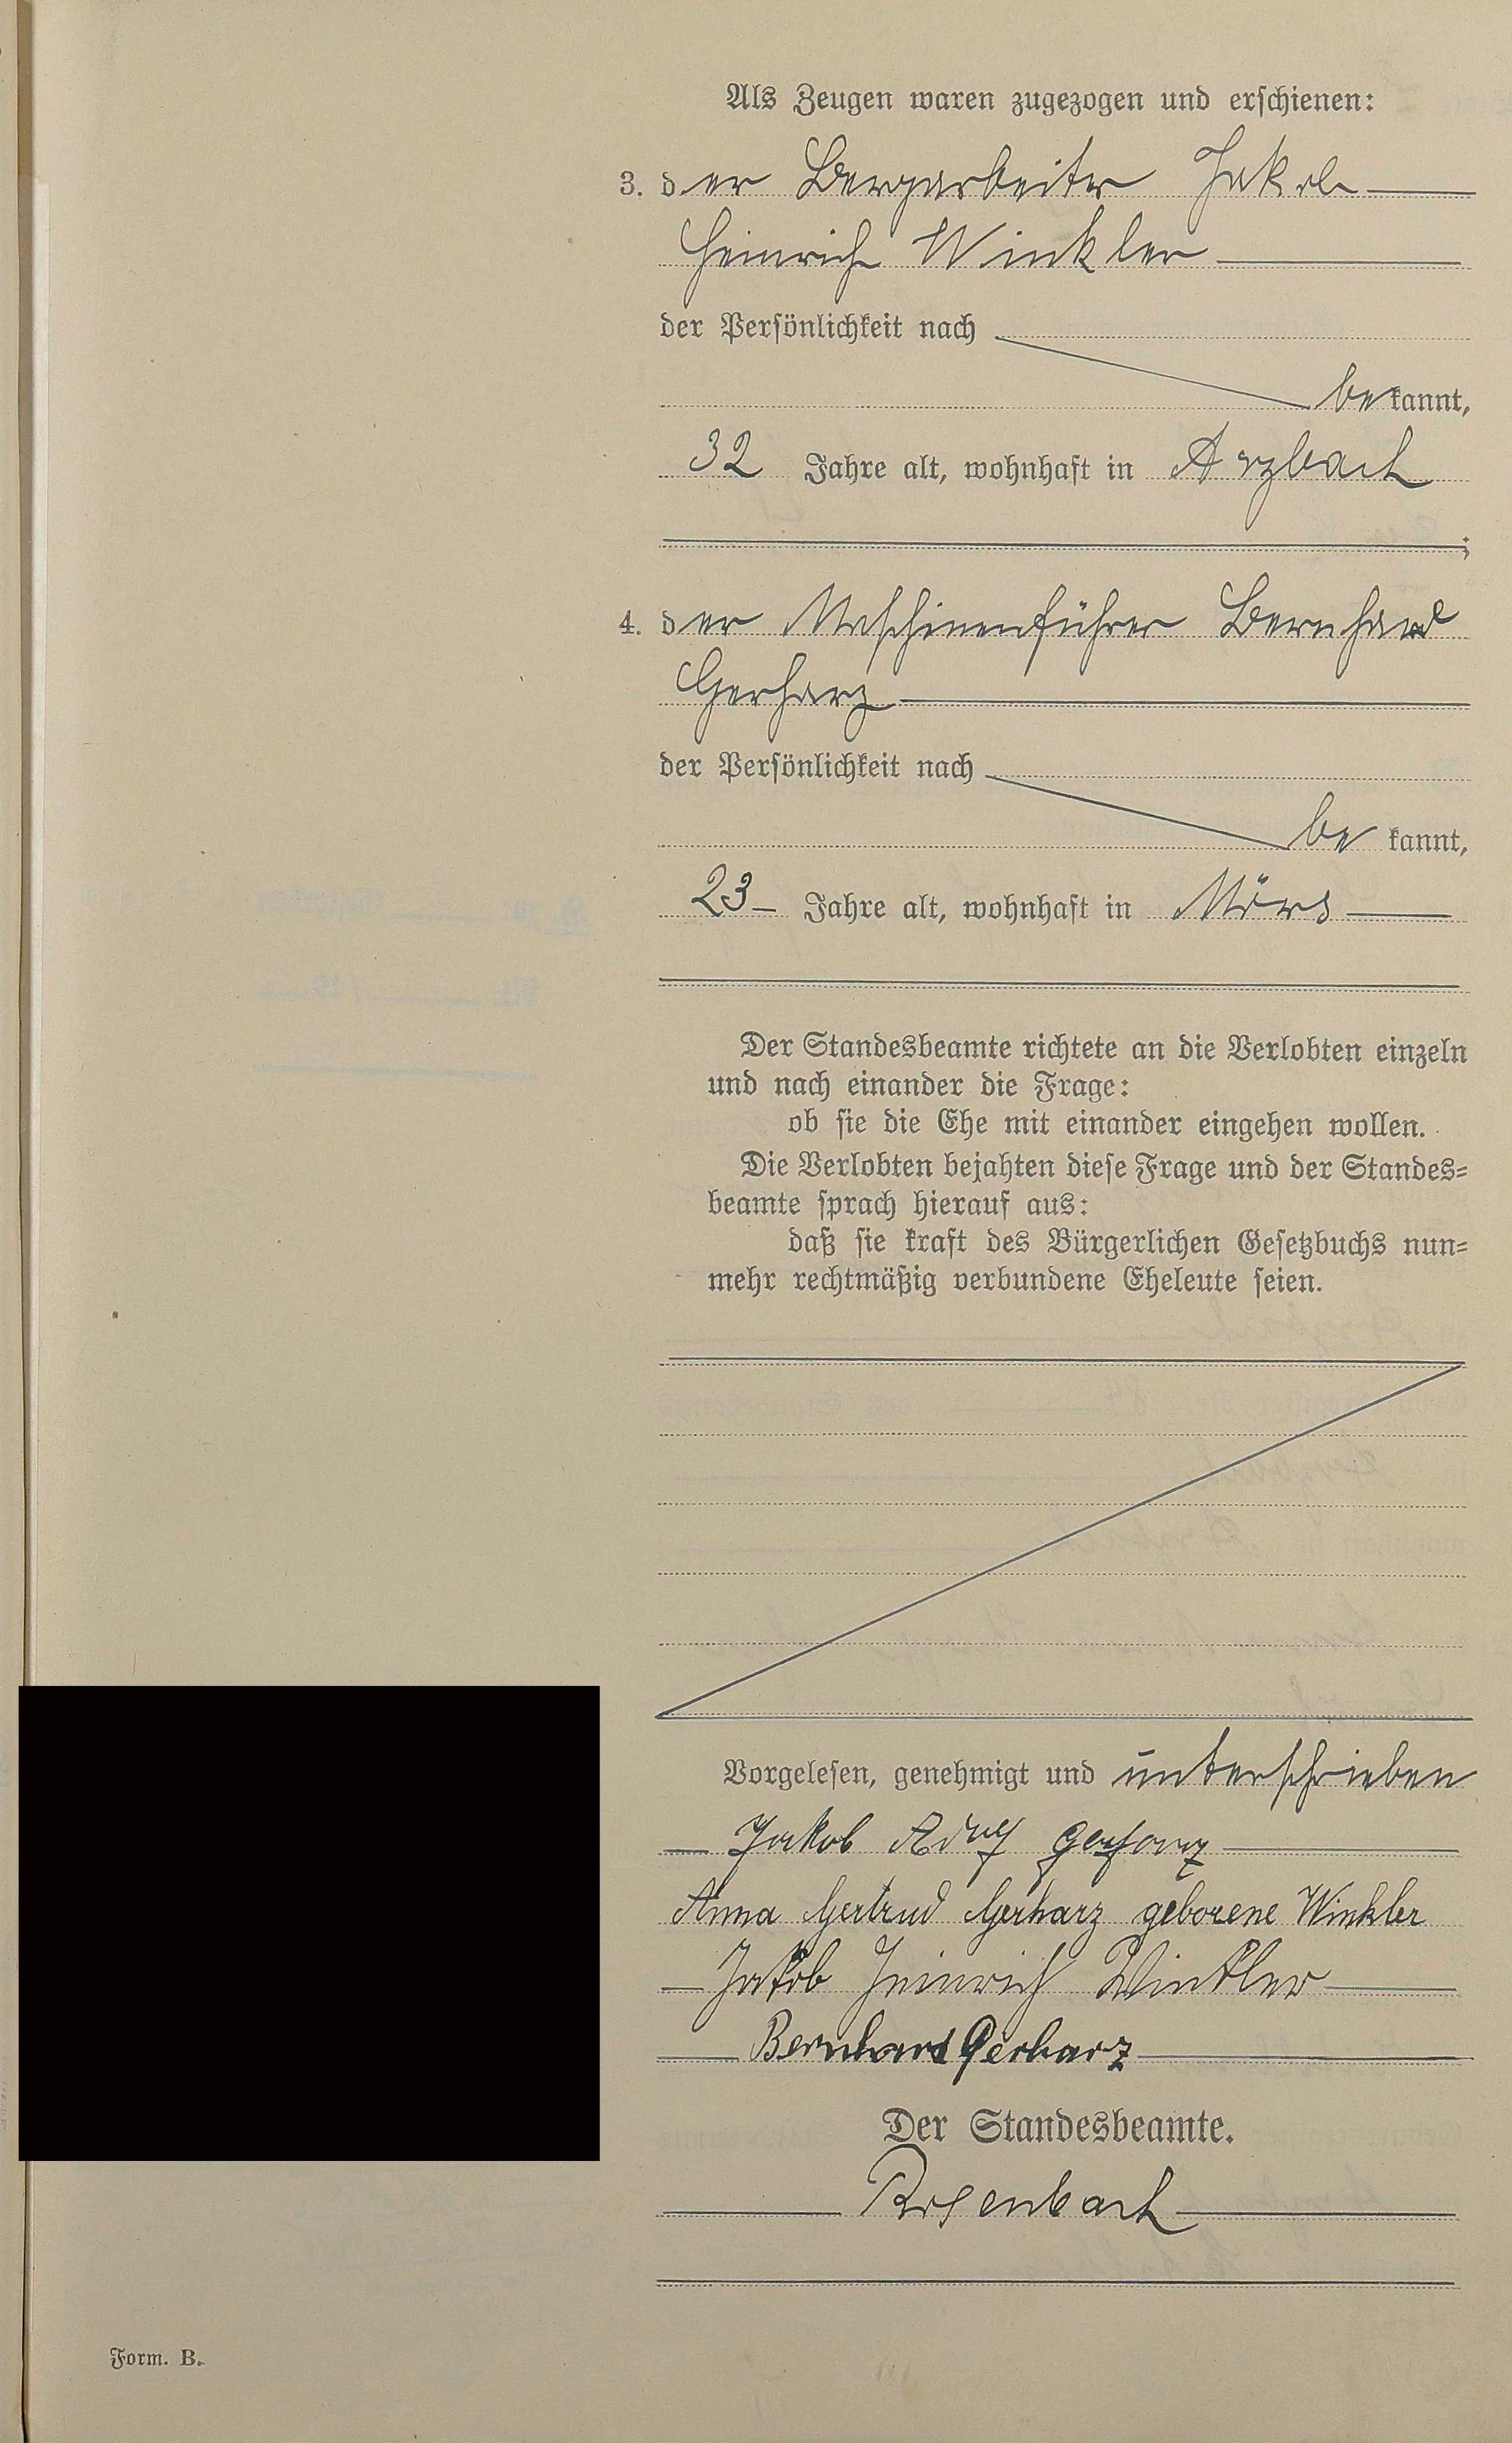 Als Zeugen waren zugezogen und erschienen:
3. der Bergarbeiter Jakob
Heinrich Winkler
der Persönlichkeit nach
bekannt,
32 Jahre alt, wohnhaft in Arzbach
;
4. der Maschinenführer Bernhard
Gerharz
der Persönlichkeit nach
be kannt,
23 Jahre alt, wohnhaft in Mörs
Der Standesbeamte richtete an die Verlobten einzeln
und nach einander die Frage:
ob sie die Ehe mit einander eingehen wollen.
Die Verlobten bejahten diese Frage und der Standes=
beamte sprach hierauf aus:
daß sie kraft des Bürgerlichen Gesetzbuchs nun=
mehr rechtmäßig verbundene Eheleute seien.
Vorgelesen, genehmigt und unterschrieben
Jakob Gerharz
Anna Gertrud Gerharz geborene Winkler
Jakob Heinrich Winkler
Bernhard Gerharz
Der Standesbeamte.
Rosenbach
Form. B.